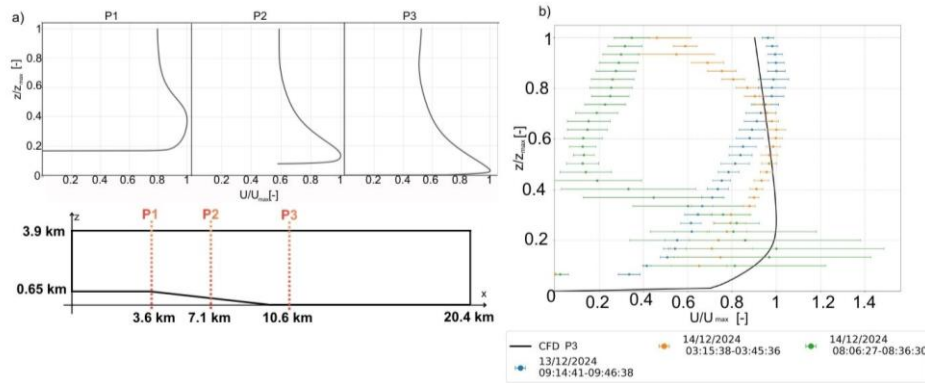 a)
P1 P2 P3
1
0.8
0.6
0.4
0.2
0
z/zmax [-]
0.2 0.4 0.6 0.8 1 0.2 0.4 0.6 0.8 1 0.2 0.4 0.6 0.8 1
U/Umax[-]
z
P1 P2 P3
3.9 km
0.65 km
x
3.6 km 7.1 km 10.6 km 20.4 km
b)
1
0.8
0.6
0.4
0.2
0
z/zmax[-]
0 0.2 0.4 0.6 0.8 1 1.2 1.4
U/Umax [-]
CFD P3
13/12/2024
09:14:41-09:46:38
14/12/2024
03:15:38-03:45:36
14/12/2024
08:06:27-08:36:30